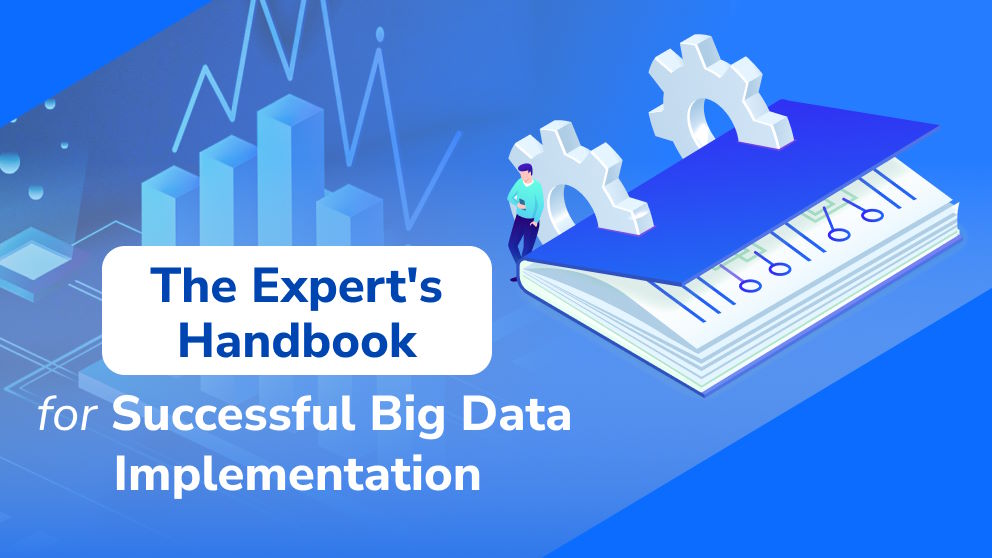 The Expert's
Handbook
for Successful Big Data
Implementation